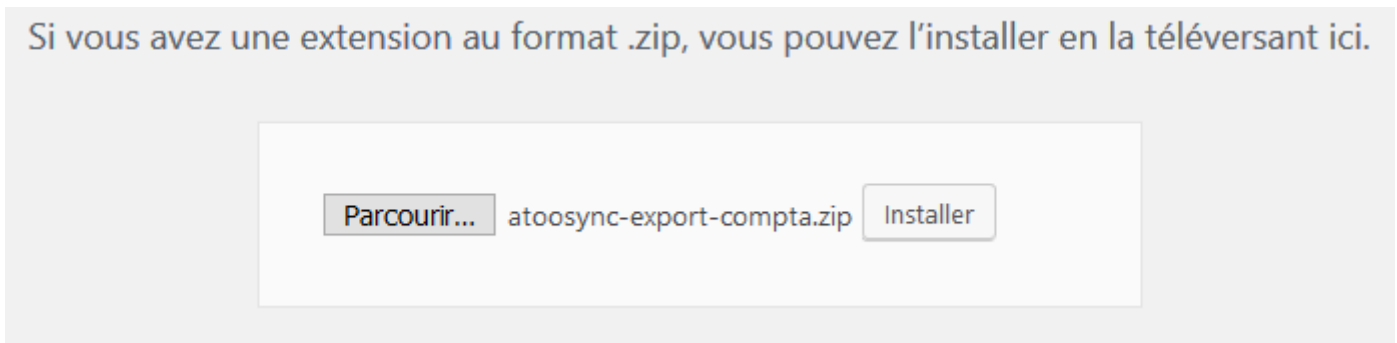 Si vous avez une extension au format .zip, vous pouvez l’installer en la téléversant ici.
Parcourir... atoosync-export-compta.zip Installer